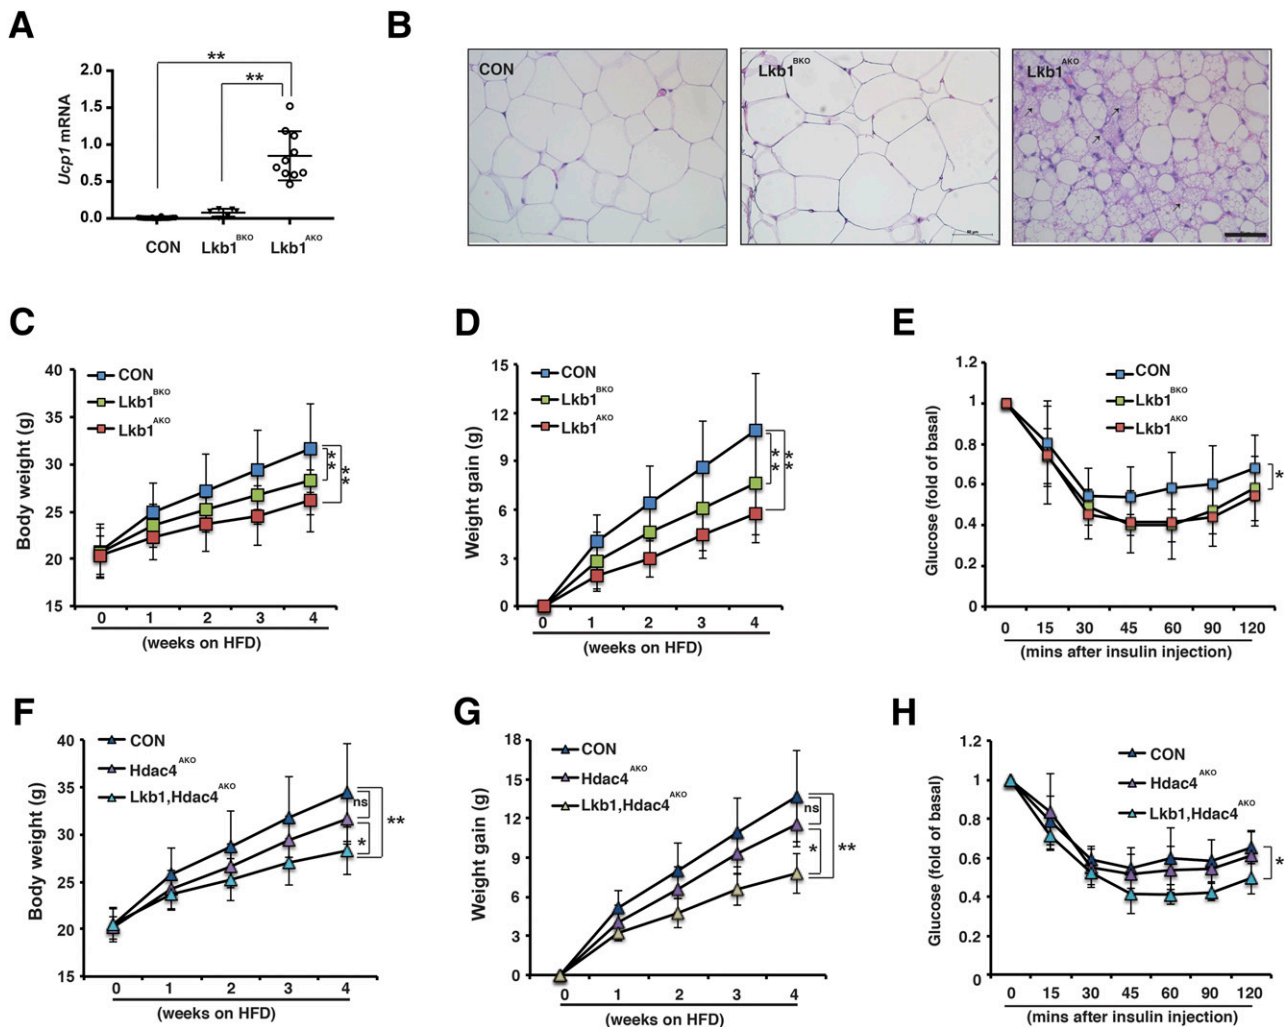 A
**
**
2.0
1.5
1.0
0.5
0.0
Ucp1 mRNA
CON
Lkb1BKO
Lkb1AKO
B
CON
Lkb1BKO
Lkb1AKO
C
40
35
30
25
20
15
Body weight (g)
CON
Lkb1BKO
Lkb1AKO
**
**
0 1 2 3 4
(weeks on HFD)
D
15
12
9
6
3
0
Weight gain (g)
CON
Lkb1BKO
Lkb1AKO
**
**
0 1 2 3 4
(weeks on HFD)
E
1.2
1
0.8
0.6
0.4
0.2
0
Glucose (fold of basal)
CON
Lkb1BKO
Lkb1AKO
*
0 15 30 45 60 90 120
(mins after insulin injection)
F
40
35
30
25
20
15
Body weight (g)
CON
Hdac4AKO
Lkb1,Hdac4AKO
ns
*
**
0 1 2 3 4
(weeks on HFD)
G
18
15
12
9
6
3
0
Weight gain (g)
CON
Hdac4AKO
Lkb1,Hdac4AKO
ns
*
**
0 1 2 3 4
(weeks on HFD)
H
1.2
1
0.8
0.6
0.4
0.2
0
Glucose (fold of basal)
CON
Hdac4AKO
Lkb1,Hdac4AKO
*
0 15 30 45 60 90 120
(mins after insulin injection)